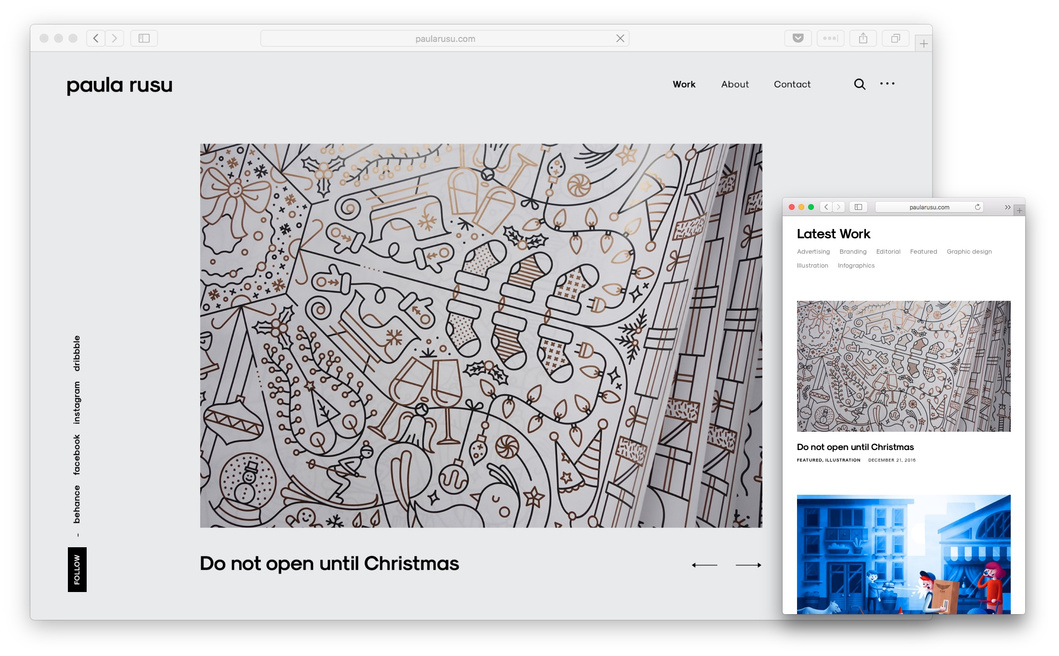 paularusu.com
paula rusu
Work About Contact
dribbble
instagram
facebook
behance
FOLLOW
Do not open until Christmas
paularusu.com
Latest Work
Advertising Branding Editorial Featured Graphic design
Illustration Infographics
Do not open until Christmas
FEATURED, ILLUSTRATION DECEMBER 21, 2016